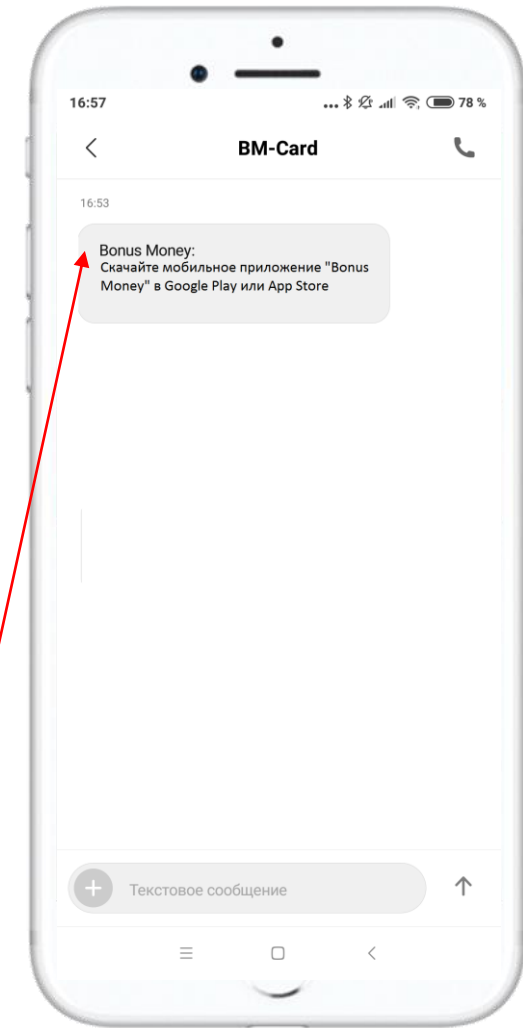 16:57 ... 78 %
BM-Card
16:53
Bonus Money:
Скачайте мобильное приложение "Bonus
Money" в Google Play или App Store
Текстовое сообщение